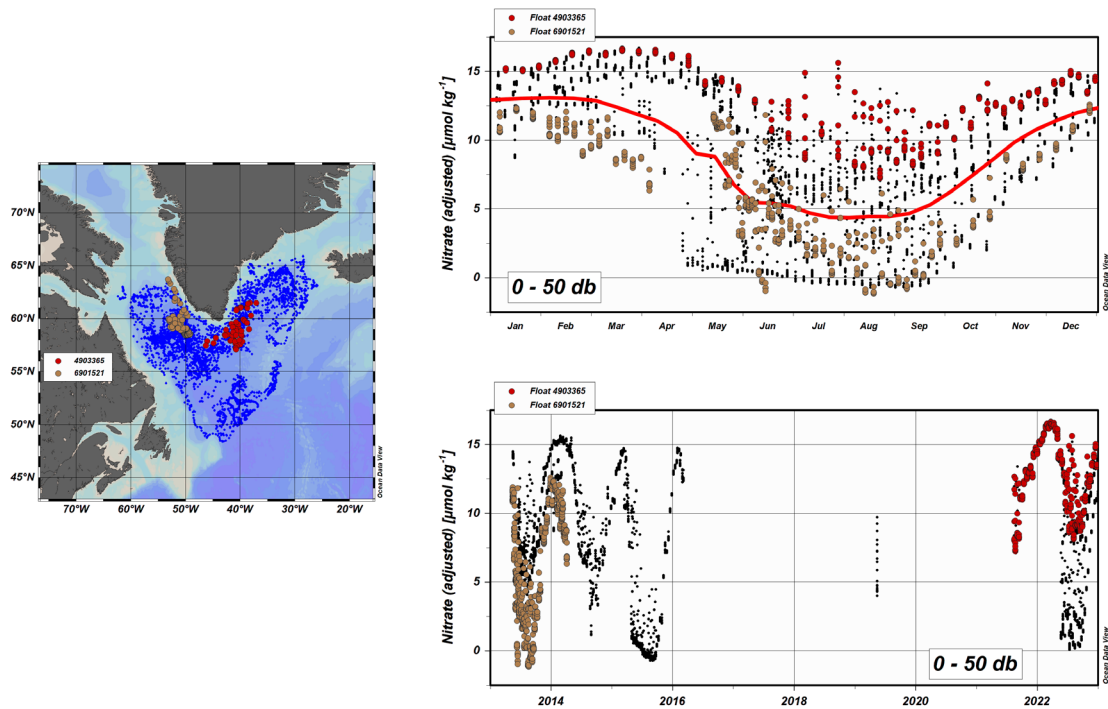 70°N
65°N
60°N
55°N
50°N
45°N
70°W 60°W 50°W 40°W 30°W 20°W
4903365
6901521
Ocean Data View
Float 4903365
Float 6901521
Nitrate (adjusted) [µmol kg⁻¹]
15
10
5
0
0 - 50 db
Jan Feb Mar Apr May Jun Jul Aug Sep Oct Nov Dec
Ocean Data View
Float 4903365
Float 6901521
Nitrate (adjusted) [µmol kg⁻¹]
15
10
5
0
0 - 50 db
2014 2016 2018 2020 2022
Ocean Data View